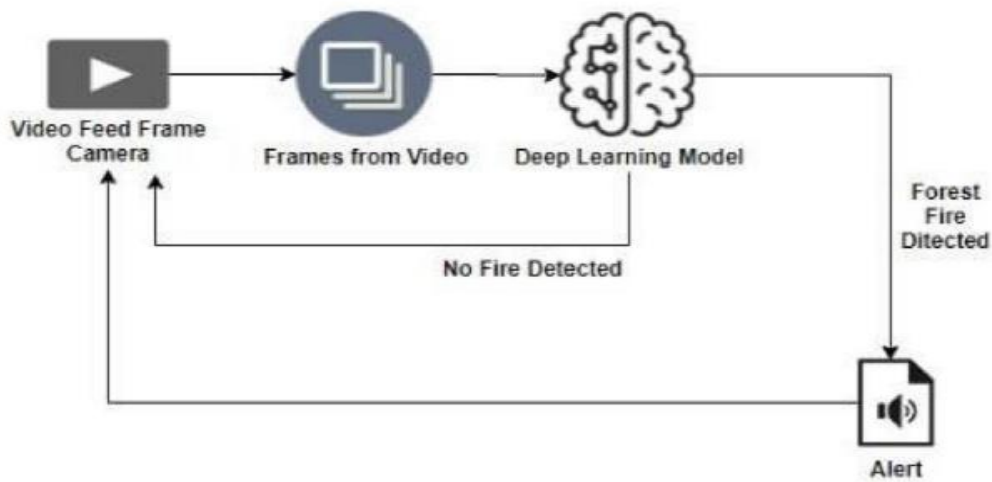 Video Feed Frame
Camera
Frames from Video
Deep Learning Model
Forest
Fire
Ditected
No Fire Detected
Alert